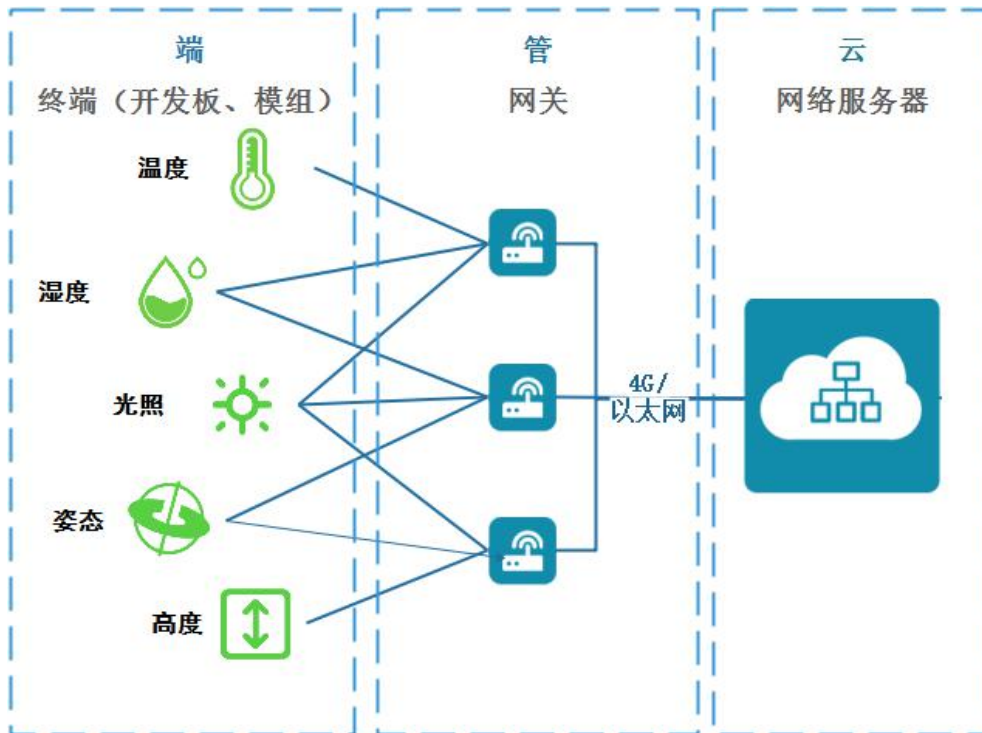 端
终端（开发板、模组）
温度
湿度
光照
姿态
高度
管
网关
4G/
以太网
云
网络服务器